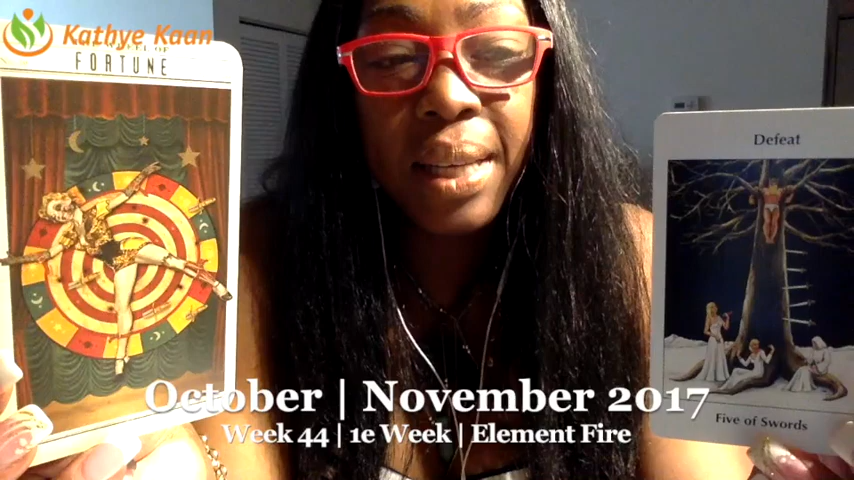 Kathye Kaan
FORTUNE
Defeat
Five of Swords
October | November 2017
Week 44 | 1e Week | Element Fire